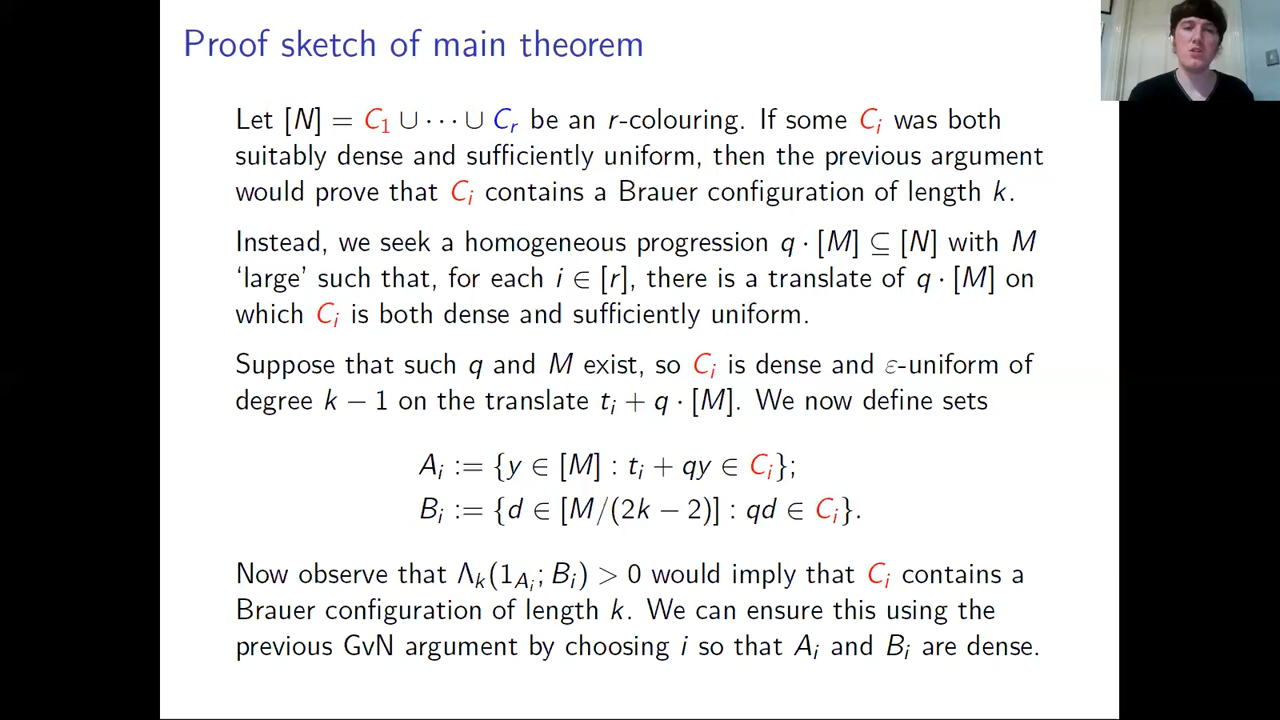 Proof sketch of main theorem
Let [N] = C₁ ∪ ··· ∪ Cᵣ be an r-colouring. If some Cᵢ was both
suitably dense and sufficiently uniform, then the previous argument
would prove that Cᵢ contains a Brauer configuration of length k.
Instead, we seek a homogeneous progression q · [M] ⊆ [N] with M
‘large’ such that, for each i ∈ [r], there is a translate of q · [M] on
which Cᵢ is both dense and sufficiently uniform.
Suppose that such q and M exist, so Cᵢ is dense and ε-uniform of
degree k − 1 on the translate tᵢ + q · [M]. We now define sets
Aᵢ := {y ∈ [M] : tᵢ + qy ∈ Cᵢ};
Bᵢ := {d ∈ [M/(2k − 2)] : qd ∈ Cᵢ}.
Now observe that Λₖ(1_{Aᵢ}; Bᵢ) > 0 would imply that Cᵢ contains a
Brauer configuration of length k. We can ensure this using the
previous GvN argument by choosing i so that Aᵢ and Bᵢ are dense.